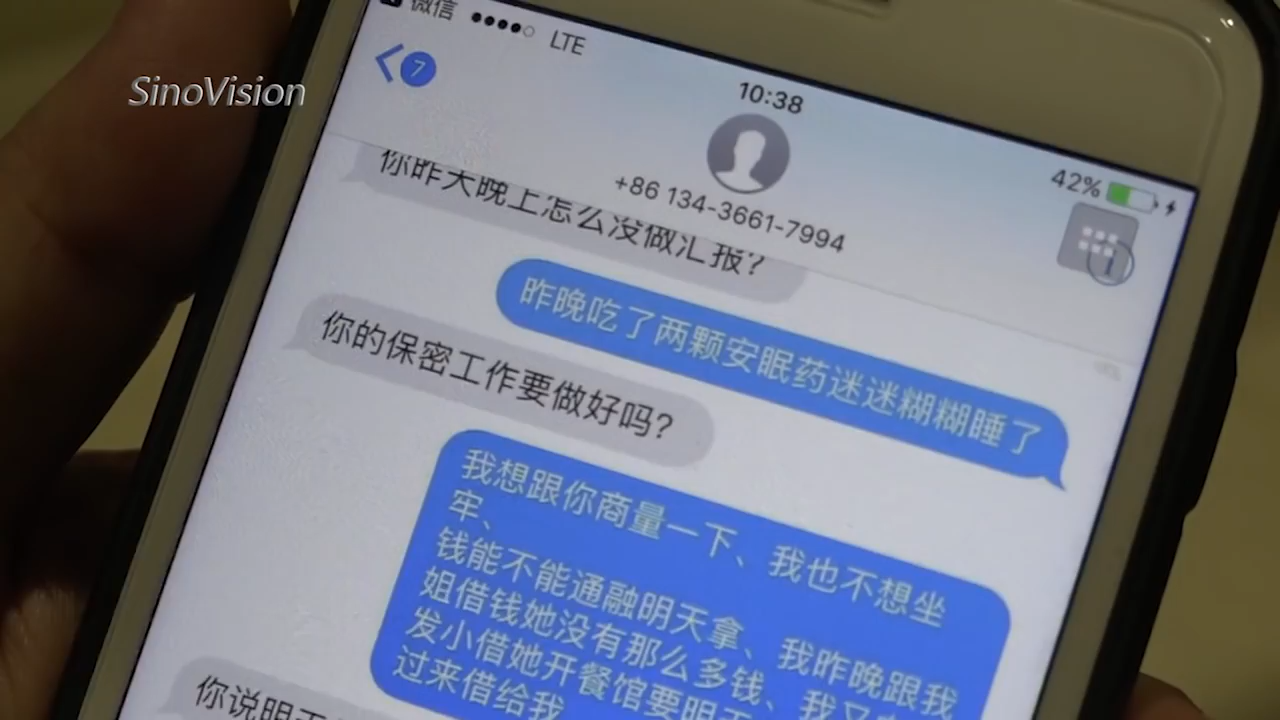 微信 LTE
SinoVision
7
10:38
42%
+86 134-3661-7994
你昨天晚上怎么没做汇报?
昨晚吃了两颗安眠药迷迷糊糊睡了
你的保密工作要做好吗?
我想跟你商量一下、我也不想坐
牢、
钱能不能通融明天拿、我昨晚跟我
姐借钱她没有那么多钱、我又
发小借她开餐馆要明天
过来借给我
你说明天